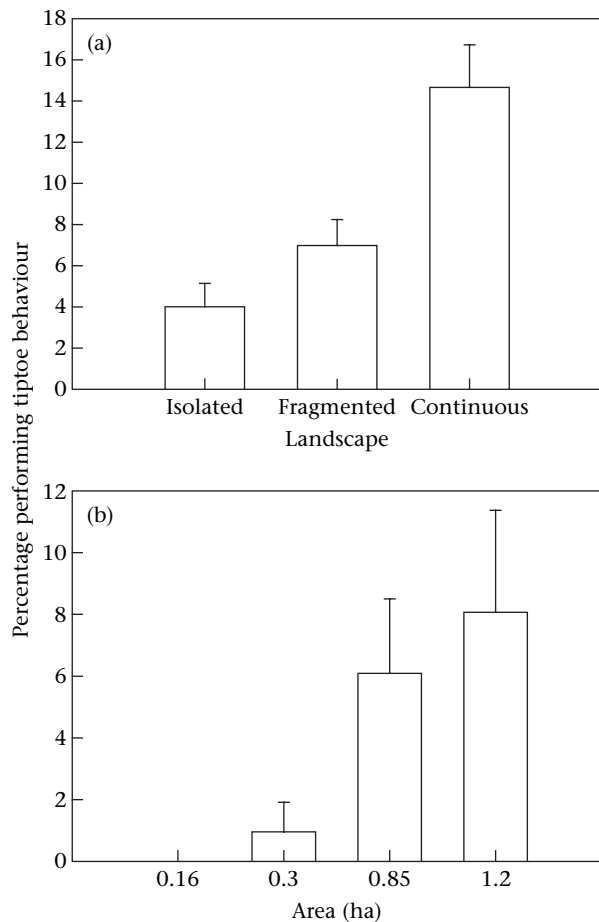 Percentage performing tiptoe behaviour
(a)
18
16
14
12
10
8
6
4
2
0
Isolated Fragmented Continuous
Landscape
(b)
12
10
8
6
4
2
0
0.16 0.3 0.85 1.2
Area (ha)